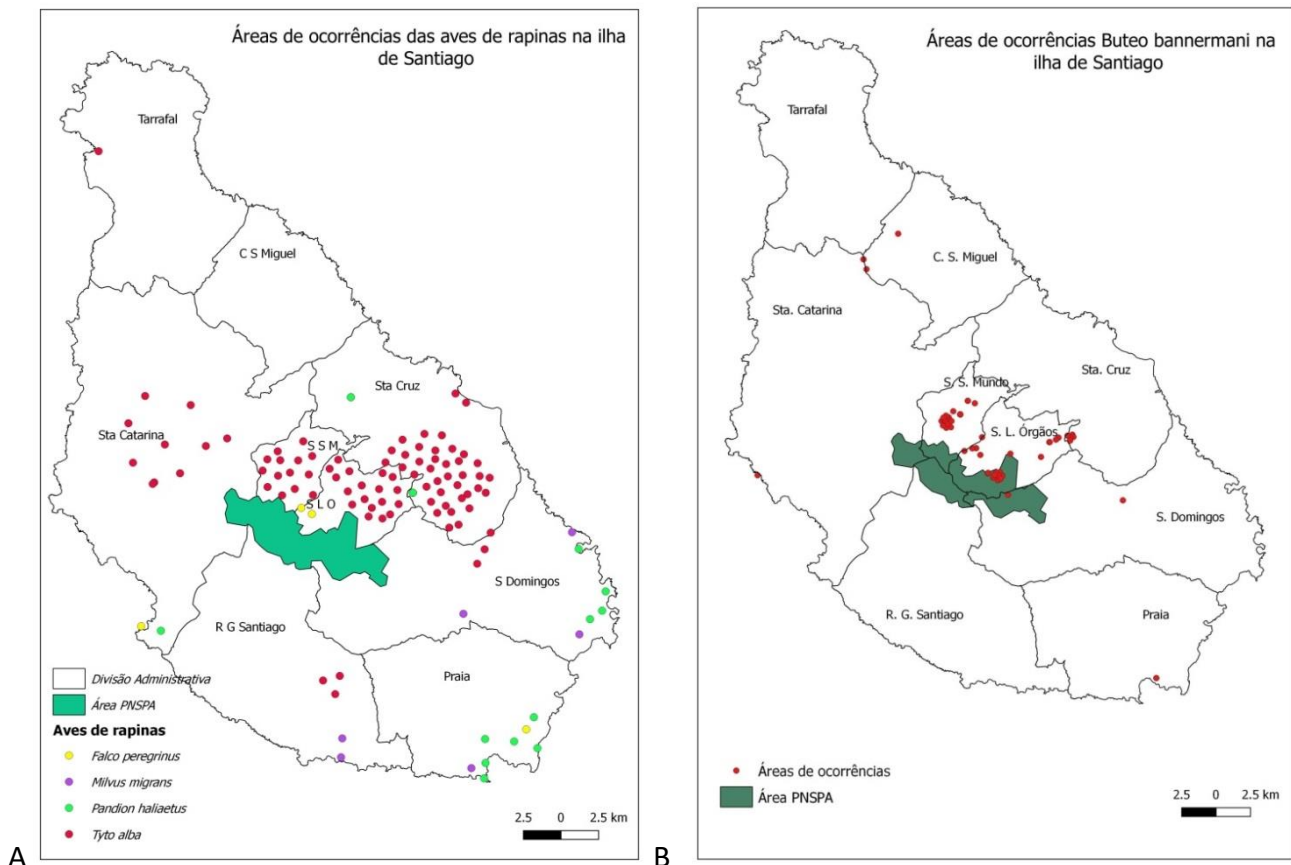 Áreas de ocorrências das aves de rapinas na ilha
de Santiago
Tarrafal
C S Miguel
Sta Cruz
Sta Catarina
S S M
S L O
S Domingos
R G Santiago
Praia
Divisão Administrativa
Área PNSPA
Aves de rapinas
Falco peregrinus
Milvus migrans
Pandion haliaetus
Tyto alba
2.5 0 2.5 km
A
Áreas de ocorrências Buteo bannermani na
ilha de Santiago
Tarrafal
C. S. Miguel
Sta. Catarina
Sta. Cruz
S. S. Mundo
S. L. Órgãos
S. Domingos
R. G. Santiago
Praia
Áreas de ocorrências
Área PNSPA
2.5 0 2.5 km
B